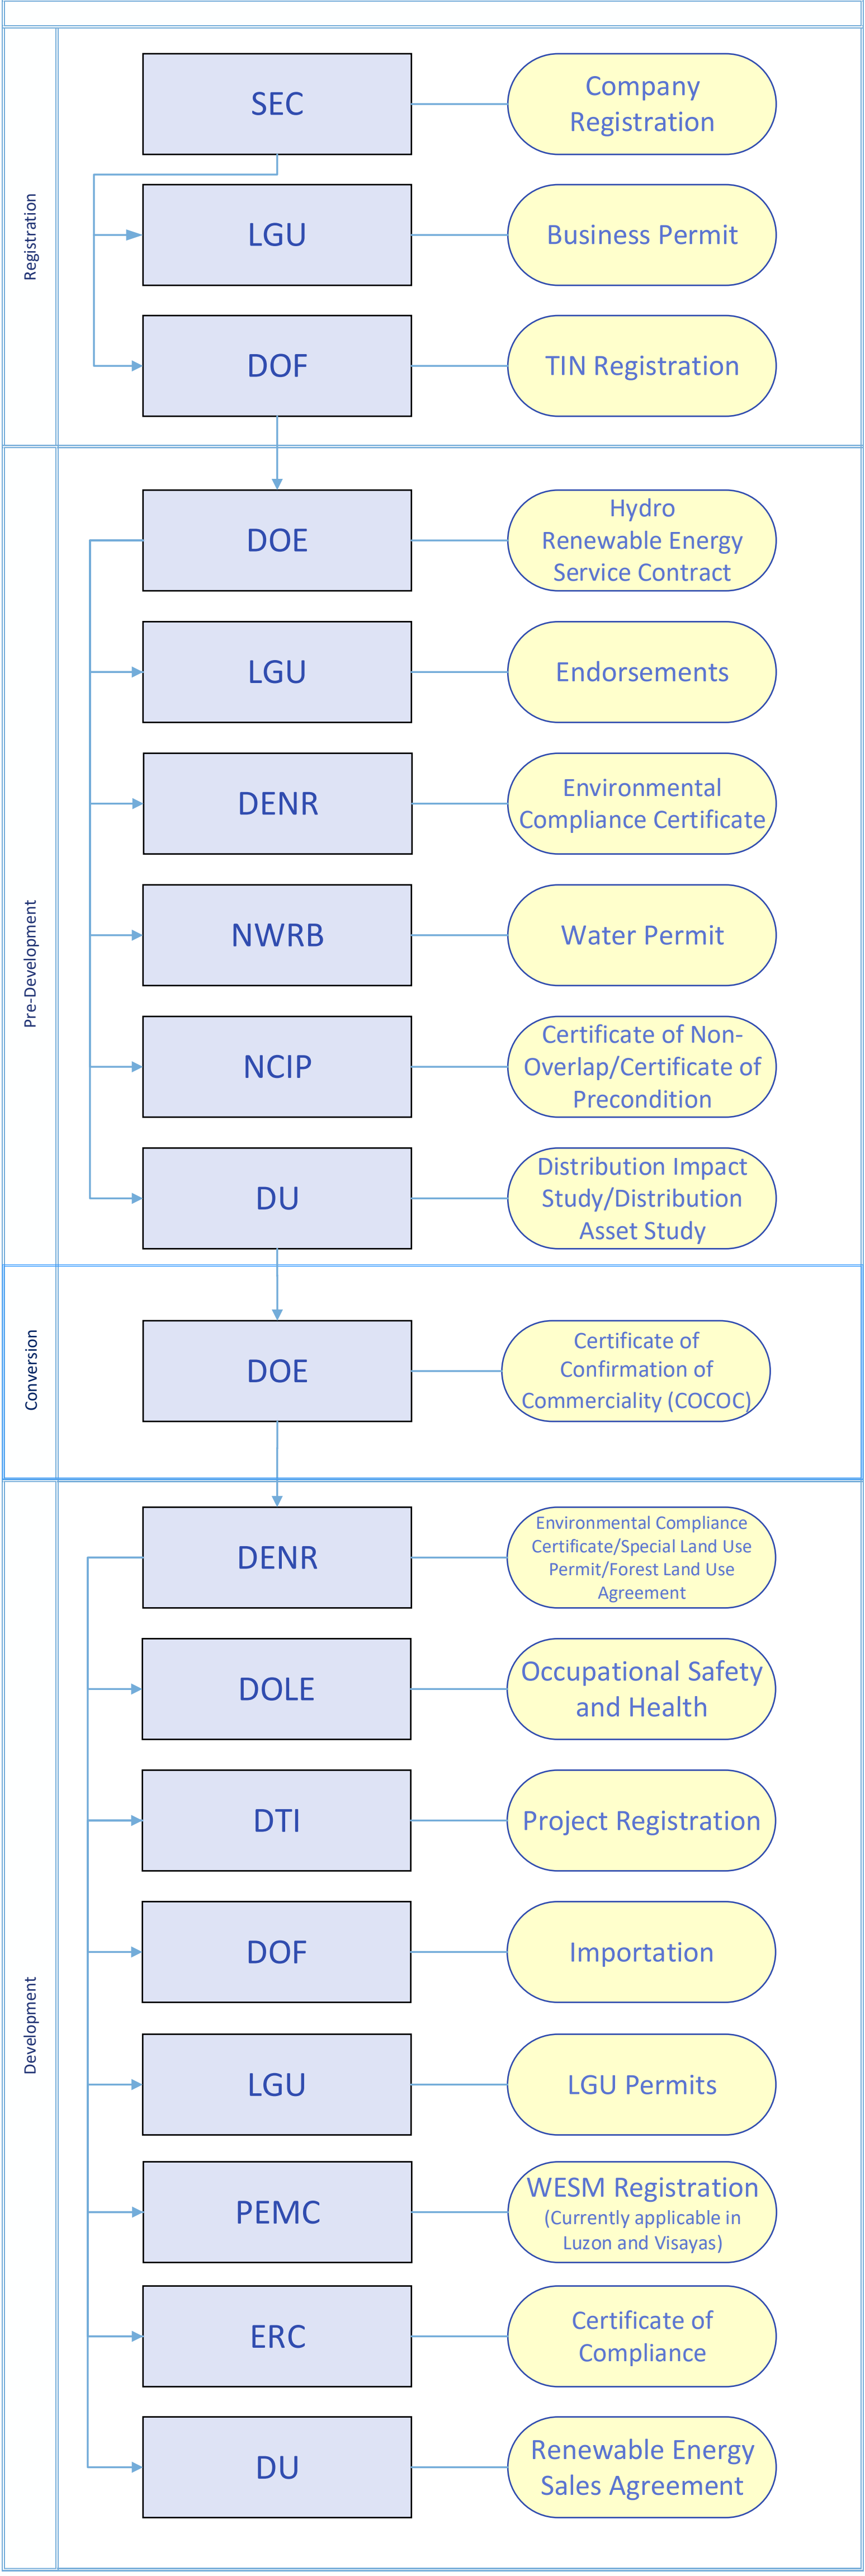 Registration
SEC
Company
Registration
LGU
Business Permit
DOF
TIN Registration
Pre-Development
DOE
Hydro
Renewable Energy
Service Contract
LGU
Endorsements
DENR
Environmental
Compliance Certificate
NWRB
Water Permit
NCIP
Certificate of Non-
Overlap/Certificate of
Precondition
DU
Distribution Impact
Study/Distribution
Asset Study
Conversion
DOE
Certificate of
Confirmation of
Commerciality (COCOC)
Development
DENR
Environmental Compliance
Certificate/Special Land Use
Permit/Forest Land Use
Agreement
DOLE
Occupational Safety
and Health
DTI
Project Registration
DOF
Importation
LGU
LGU Permits
PEMC
WESM Registration
(Currently applicable in
Luzon and Visayas)
ERC
Certificate of
Compliance
DU
Renewable Energy
Sales Agreement